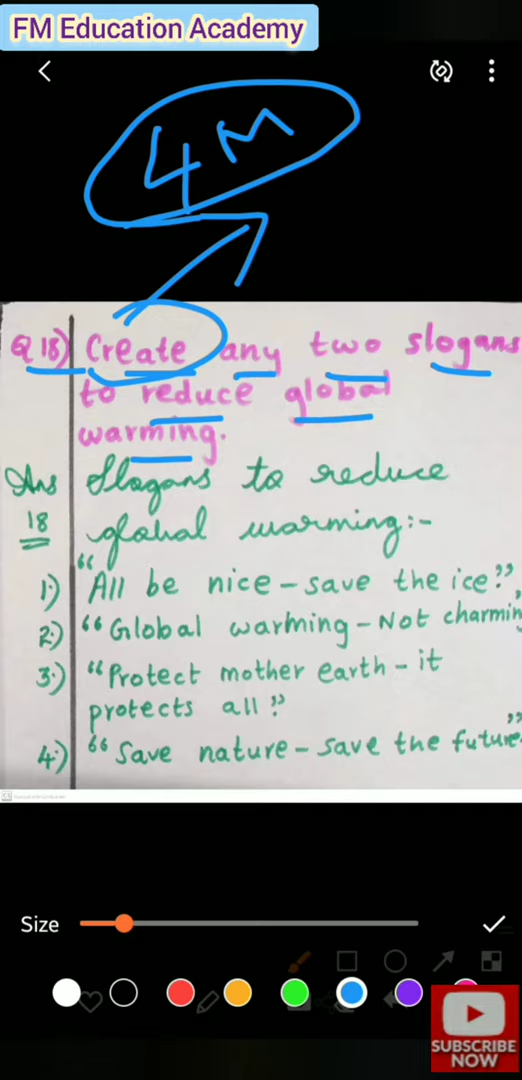 FM Education Academy
4M
Q 18) Create any two slogans
to reduce global
warming.
Ans Slogans to reduce
18 global warming:-
1) "All be nice - save the ice",
2) "Global warming - Not charmin
3) "Protect mother earth - it
protects all"
4) "Save nature - save the future"
Size
SUBSCRIBE
NOW